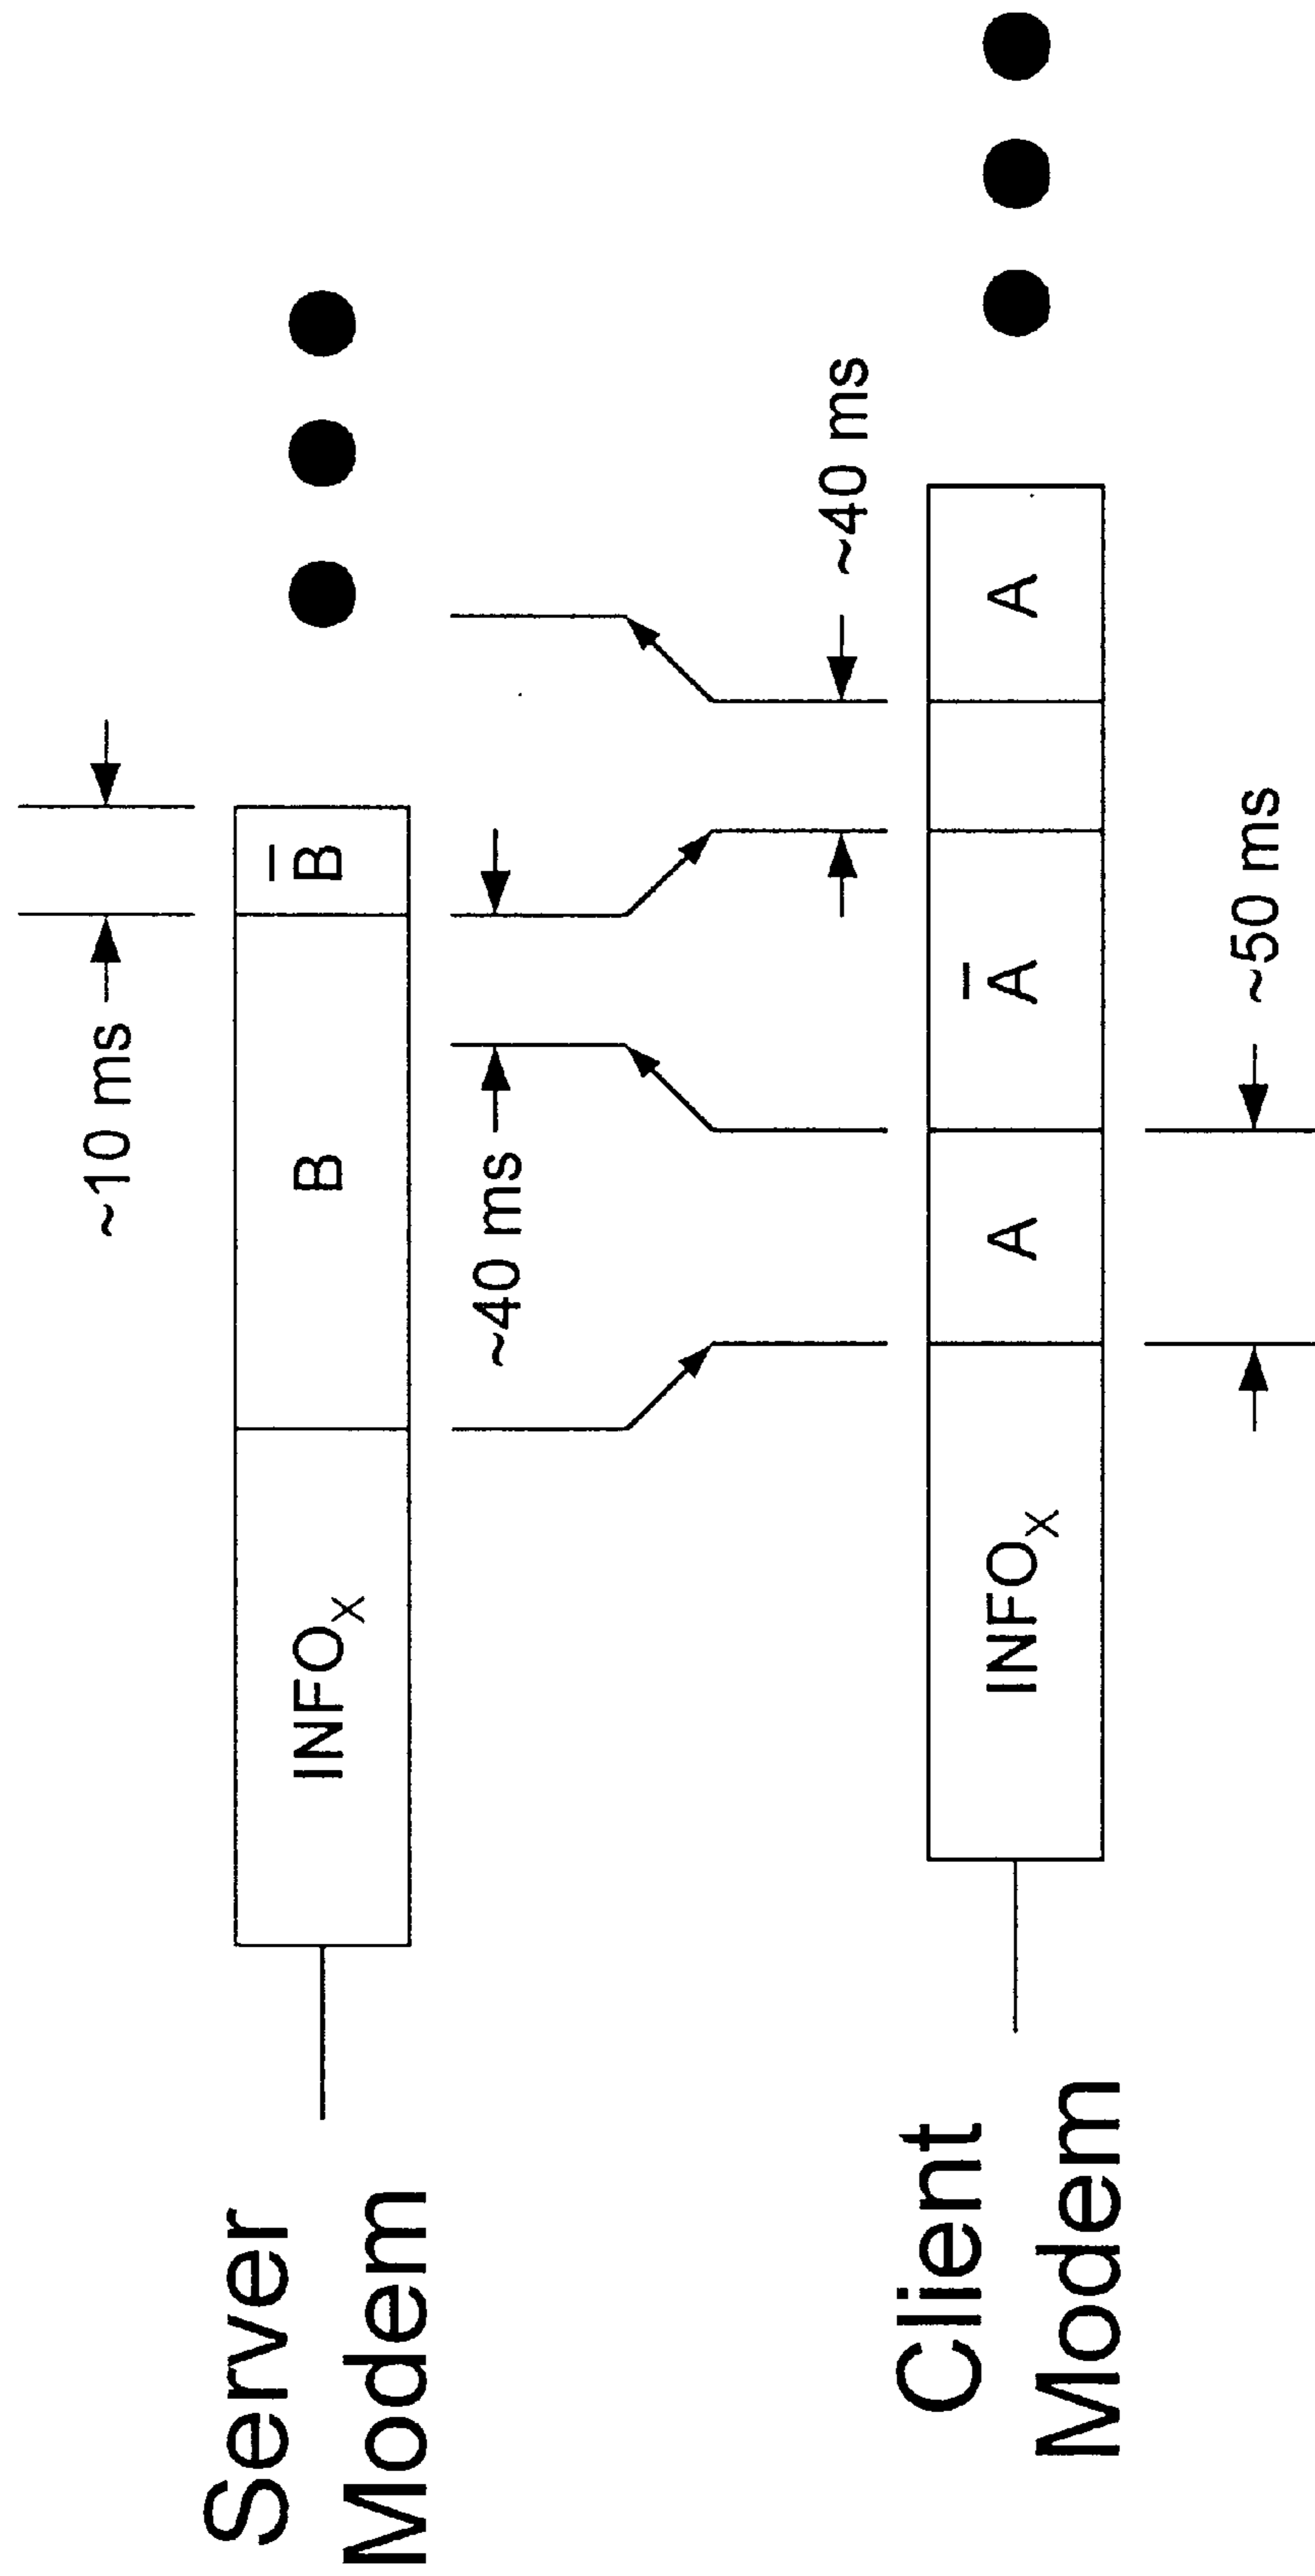 ~10 ms
Server
Modem
INFOX
B
B̅
~40 ms
~40 ms
Client
Modem
INFOX
A
A̅
A
~50 ms